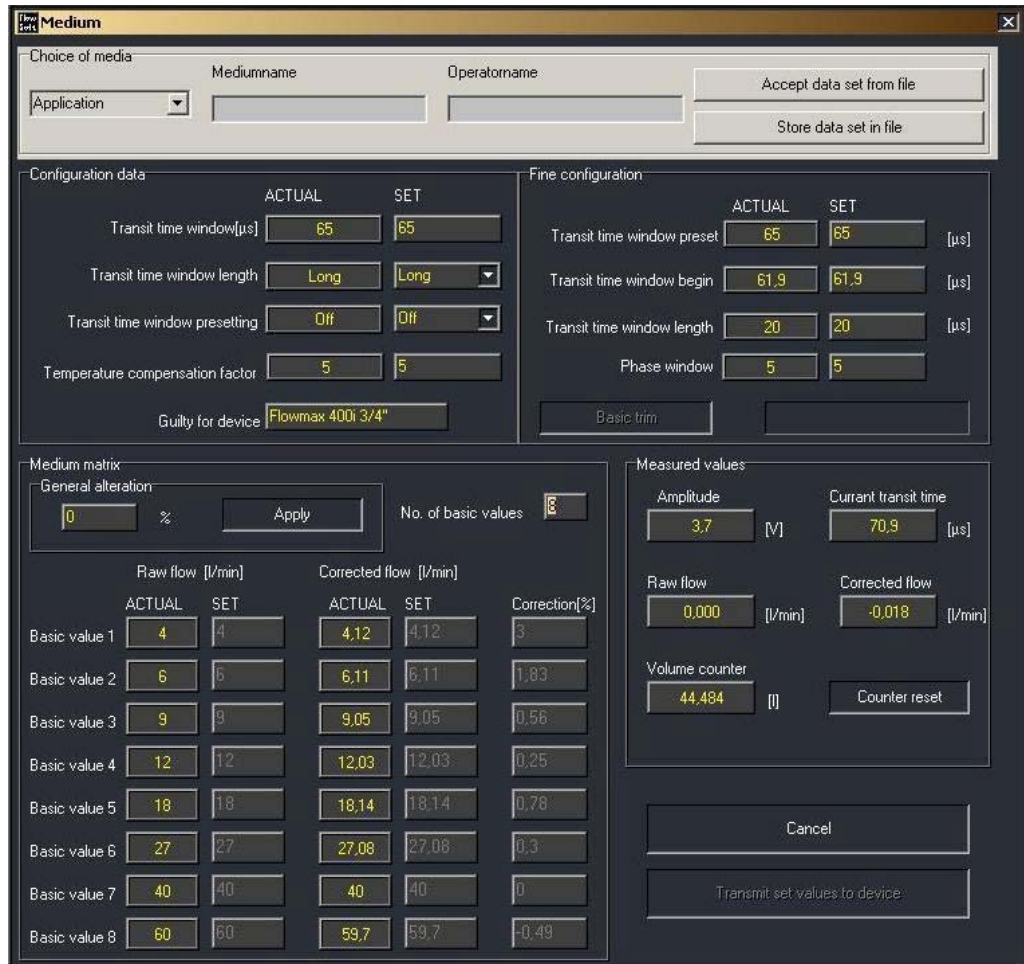 Flow Soft Medium
Choice of media
Mediumname Operatorname
Application
Accept data set from file
Store data set in file
Configuration data
ACTUAL SET
Transit time window[µs] 65 65
Transit time window length Long Long
Transit time window presetting Off Off
Temperature compensation factor 5 5
Guilty for device Flowmax 400i 3/4"
Fine configuration
ACTUAL SET
Transit time window preset 65 65 [µs]
Transit time window begin 61,9 61,9 [µs]
Transit time window length 20 20 [µs]
Phase window 5 5
Basic trim
Medium matrix
General alteration
0 % Apply
No. of basic values 8
Raw flow [l/min] Corrected flow [l/min]
ACTUAL SET ACTUAL SET Correction[%]
Basic value 1 4 4 4,12 4,12 3
Basic value 2 6 6 6,11 6,11 1,83
Basic value 3 9 9 9,05 9,05 0,56
Basic value 4 12 12 12,03 12,03 0,25
Basic value 5 18 18 18,14 18,14 0,78
Basic value 6 27 27 27,08 27,08 0,3
Basic value 7 40 40 40 40 0
Basic value 8 60 60 59,7 59,7 -0,49
Measured values
Amplitude Currant transit time
3,7 [V] 70,9 [µs]
Raw flow Corrected flow
0,000 [l/min] -0,018 [l/min]
Volume counter
44,484 [l] Counter reset
Cancel
Transmit set values to device